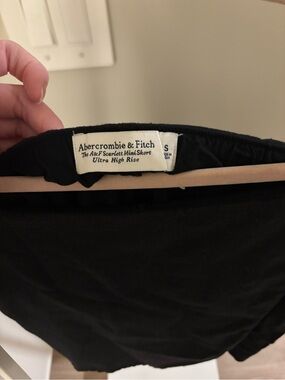 Abercrombie & Fitch
The A&F Scarlett Mini Short
Ultra High Rise
S